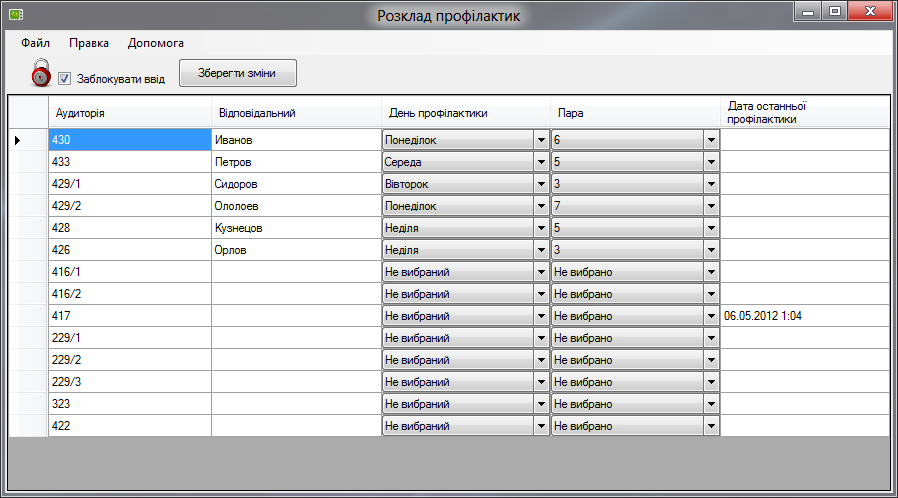 Розклад профілактик
Файл Правка Допомога
Заблокувати ввід Зберегти зміни
Аудиторія Відповідальний День профілактики Пара Дата останньої
профілактики
430 Иванов Понеділок 6
433 Петров Середа 5
429/1 Сидоров Вівторок 3
429/2 Ололоев Понеділок 7
428 Кузнецов Неділя 5
426 Орлов Неділя 3
416/1 Не вибраний Не вибрано
416/2 Не вибраний Не вибрано
417 Не вибраний Не вибрано 06.05.2012 1:04
229/1 Не вибраний Не вибрано
229/2 Не вибраний Не вибрано
229/3 Не вибраний Не вибрано
323 Не вибраний Не вибрано
422 Не вибраний Не вибрано